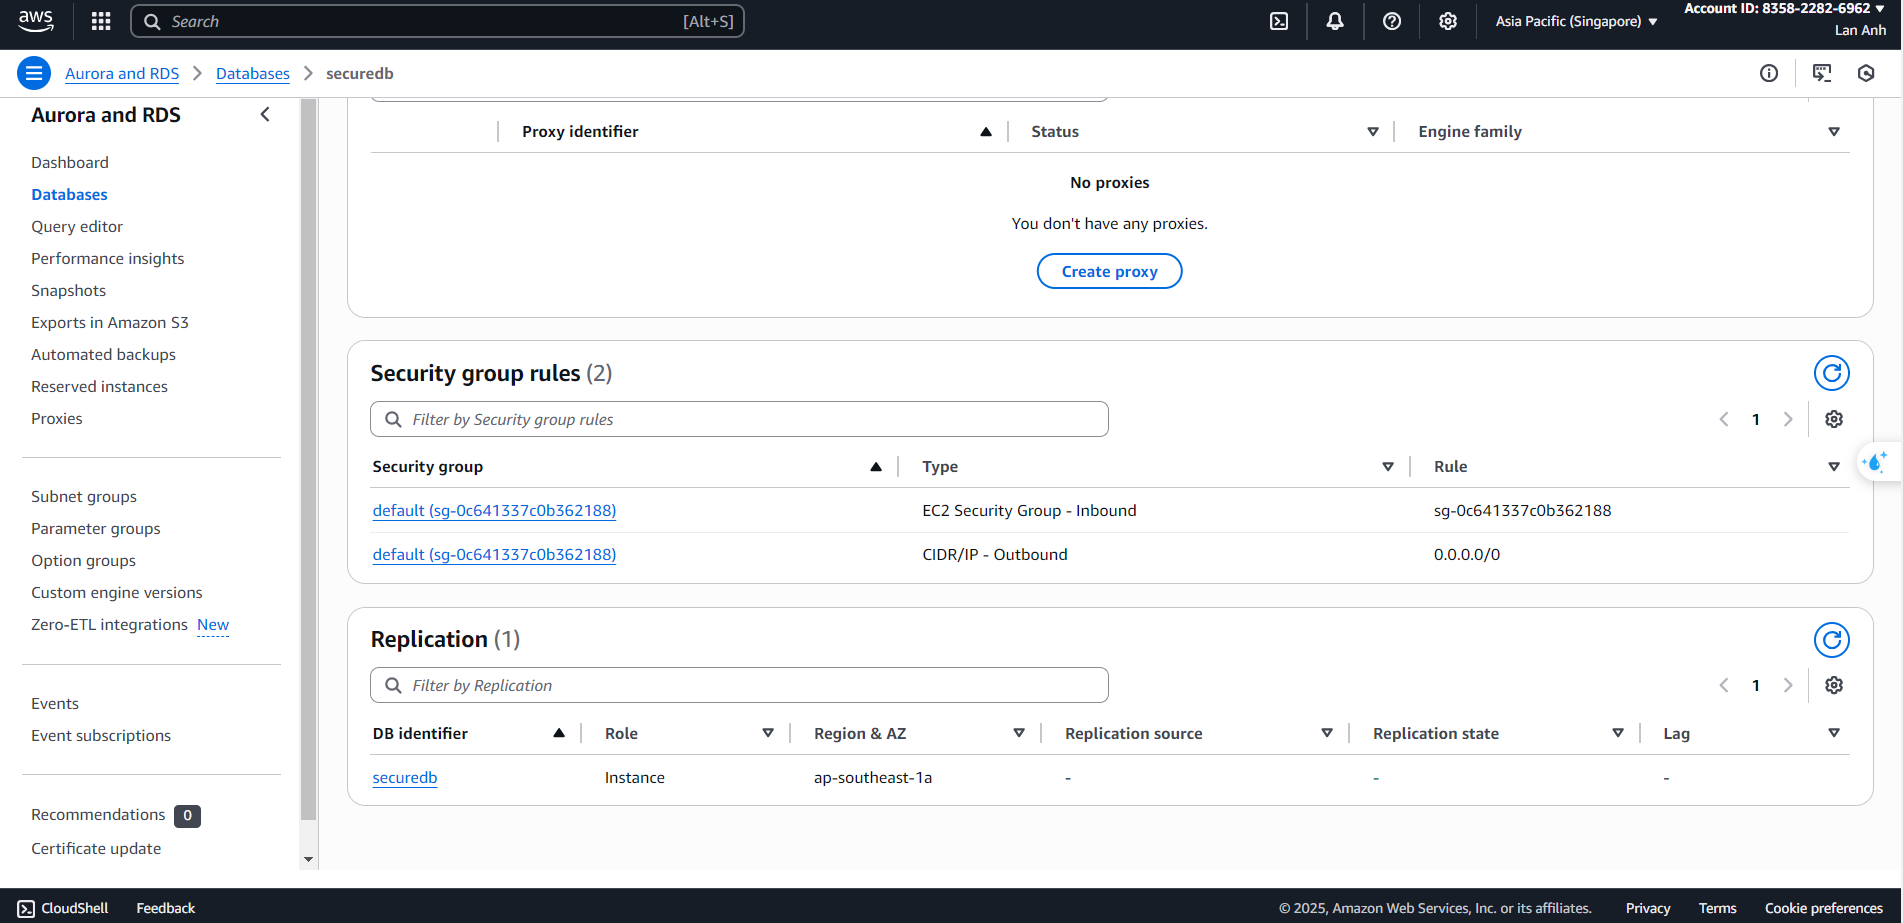 aws
Search [Alt+S]
Asia Pacific (Singapore)
Account ID: 8358-2282-6962
Lan Anh
Aurora and RDS
Databases
securedb
Aurora and RDS
Dashboard
Databases
Query editor
Performance insights
Snapshots
Exports in Amazon S3
Automated backups
Reserved instances
Proxies
Subnet groups
Parameter groups
Option groups
Custom engine versions
Zero-ETL integrations New
Events
Event subscriptions
Recommendations 0
Certificate update
Proxy identifier Status Engine family
No proxies
You don't have any proxies.
Create proxy
Security group rules (2)
Filter by Security group rules
1
Security group Type Rule
default (sg-0c641337c0b362188) EC2 Security Group - Inbound sg-0c641337c0b362188
default (sg-0c641337c0b362188) CIDR/IP - Outbound 0.0.0.0/0
Replication (1)
Filter by Replication
1
DB identifier Role Region & AZ Replication source Replication state Lag
securedb Instance ap-southeast-1a - - -
CloudShell Feedback © 2025, Amazon Web Services, Inc. or its affiliates. Privacy Terms Cookie preferences